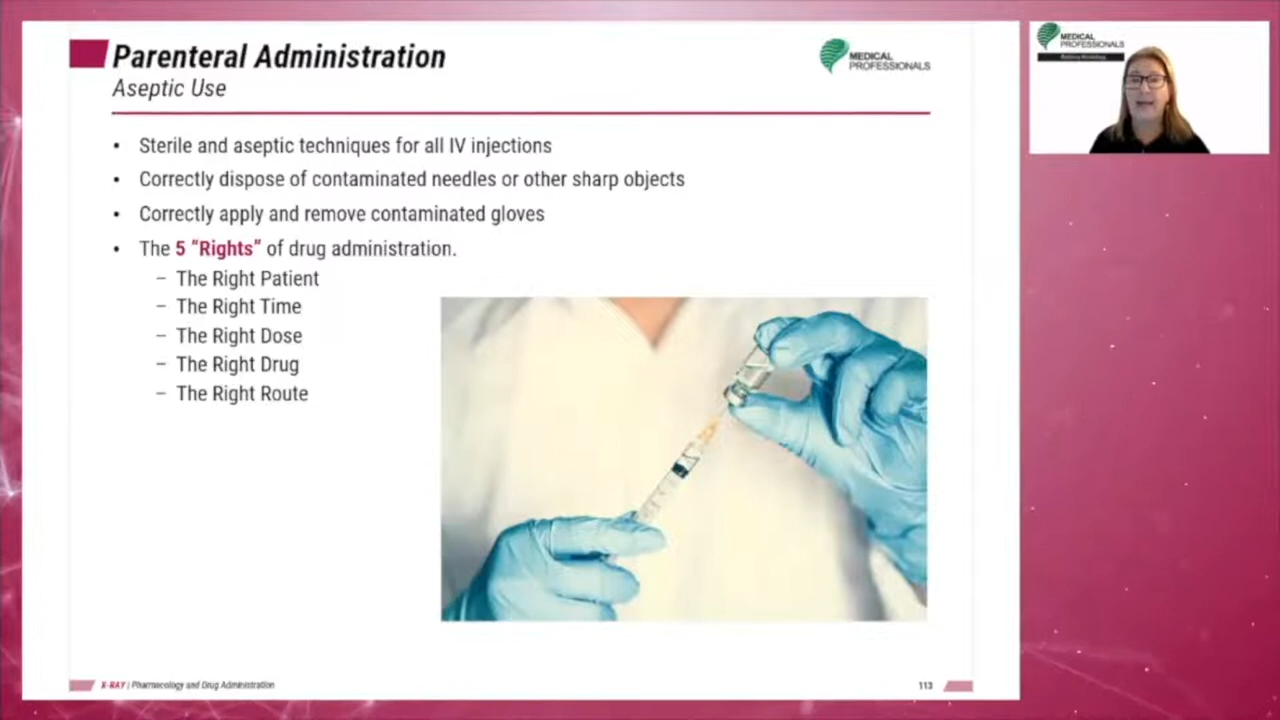 Parenteral Administration
Aseptic Use
MEDICAL
PROFESSIONALS
• Sterile and aseptic techniques for all IV injections
• Correctly dispose of contaminated needles or other sharp objects
• Correctly apply and remove contaminated gloves
• The 5 “Rights” of drug administration.
– The Right Patient
– The Right Time
– The Right Dose
– The Right Drug
– The Right Route
X-RAY | Pharmacology and Drug Administration
113
MEDICAL
PROFESSIONALS